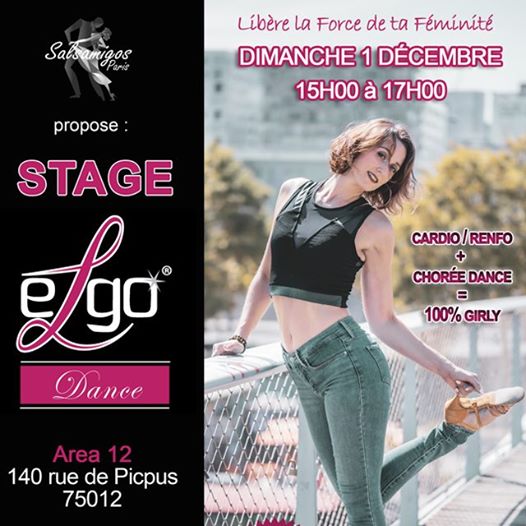 Salsamigos
Paris
propose :
STAGE
eLgo®
Dance
Area 12
140 rue de Picpus
75012
Libère la Force de ta Féminité
DIMANCHE 1 DÉCEMBRE
15H00 à 17H00
CARDIO / RENFO
+
CHORÉE DANCE
=
100% GIRLY